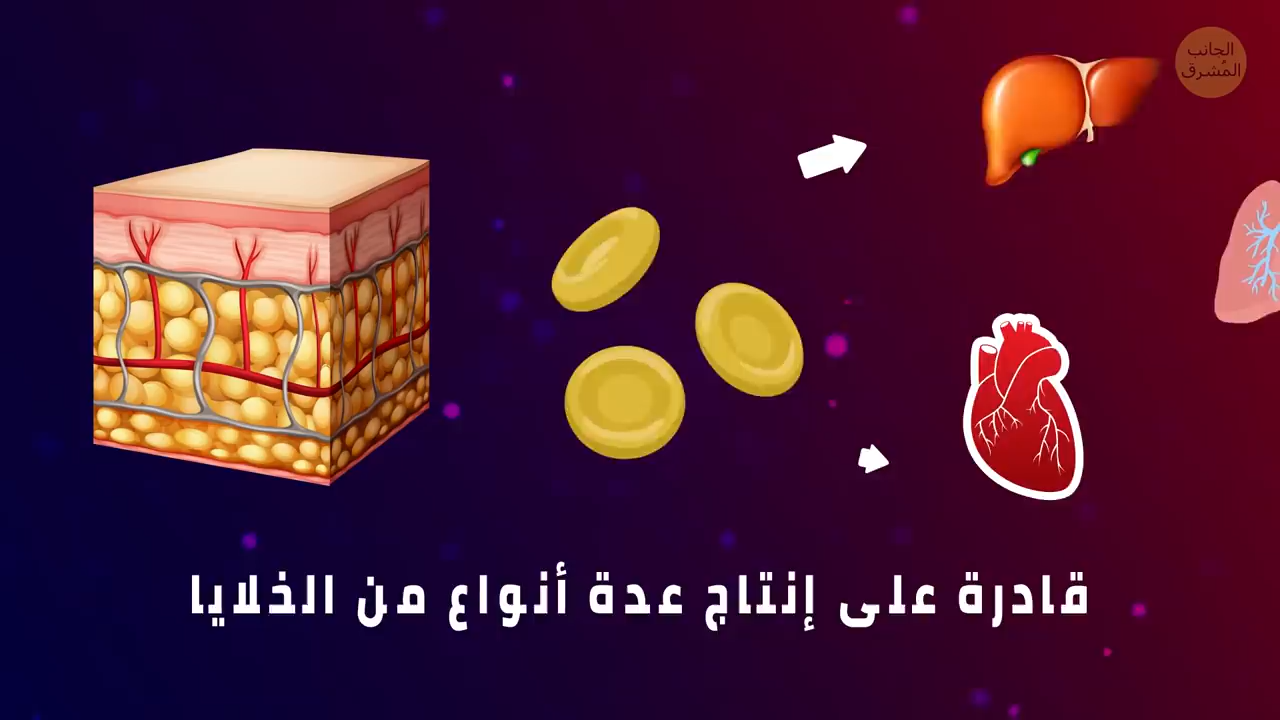 الجانب
المُشرق
قادرة على إنتاج عدة أنواع من الخلايا